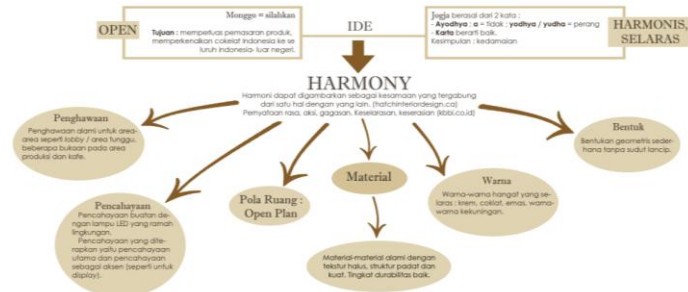 Monggo = silahkan
OPEN
Tujuan : memperluas pemasaran produk,
memperkenalkan cokelat Indonesia ke se
luruh indonesia- luar negeri.
IDE
Jogja berasal dari 2 kata :
- Ayodhya ; a = tidak ; yodhya / yudha = perang
- Karta berarti baik.
Kesimpulan : kedamaian
HARMONIS,
SELARAS
HARMONY
Harmoni dapat digambarkan sebagai kesamaan yang tergabung
dari satu hal dengan yang lain. (hatchinteriordesign.co)
Pernyataan rasa, aksi, gagasan. Keselarasan, keserasian (kbbi.co.id)
Penghawaan
Penghawaan alami untuk area-
area seperti lobby / area tunggu,
beberapa bukaan pada area
produksi dan kafe.
Pencahayaan
Pencahayaan buatan de-
ngan lampu LED yang ramah
lingkungan.
Pencahayaan yang dite-
rapkan yaitu pencahayaan
utama dan pencahayaan
sebagai aksen (seperti untuk
display).
Pola Ruang :
Open Plan
Material
Material-material alami dengan
tekstur halus, struktur padat dan
kuat. Tingkat durabilitas baik.
Warna
Warna-warna hangat yang se-
laras : krem, coklat, emas, warna-
warna kekuningan.
Bentuk
Bentukan geometris seder-
hana tanpa sudut lancip.